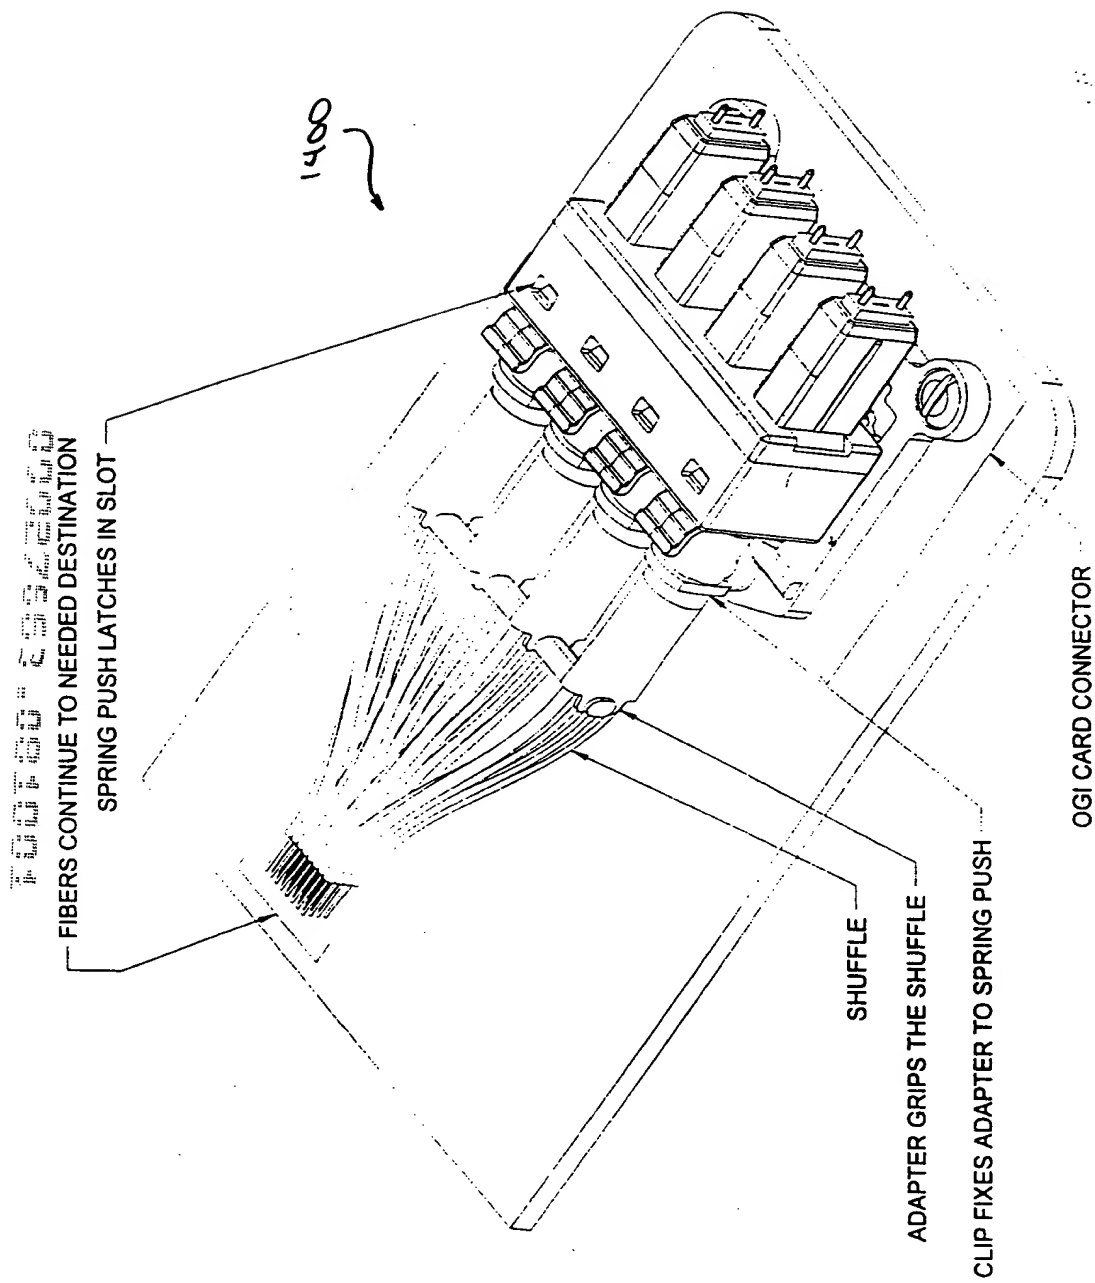 FIBERS CONTINUE TO NEEDED DESTINATION
SPRING PUSH LATCHES IN SLOT
1400
SHUFFLE
ADAPTER GRIPS THE SHUFFLE
CLIP FIXES ADAPTER TO SPRING PUSH
OGI CARD CONNECTOR